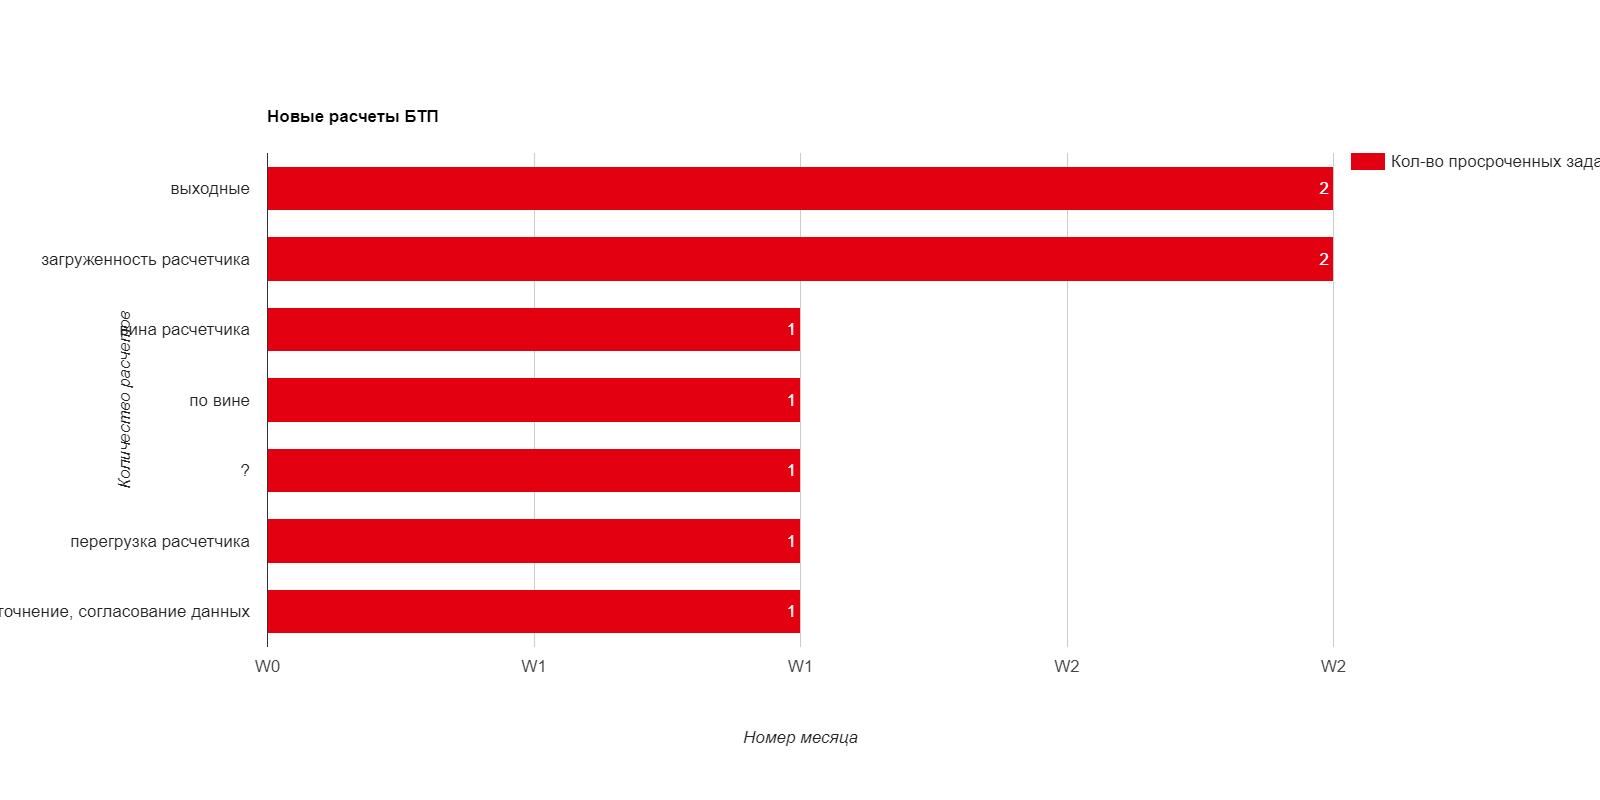 Новые расчеты БТП
Кол-во просроченных зада
выходные
2
загруженность расчетчика
2
вина расчетчика
1
по вине
1
?
1
перегрузка расчетчика
1
точнение, согласование данных
1
Количество расчетов
W0 W1 W1 W2 W2
Номер месяца